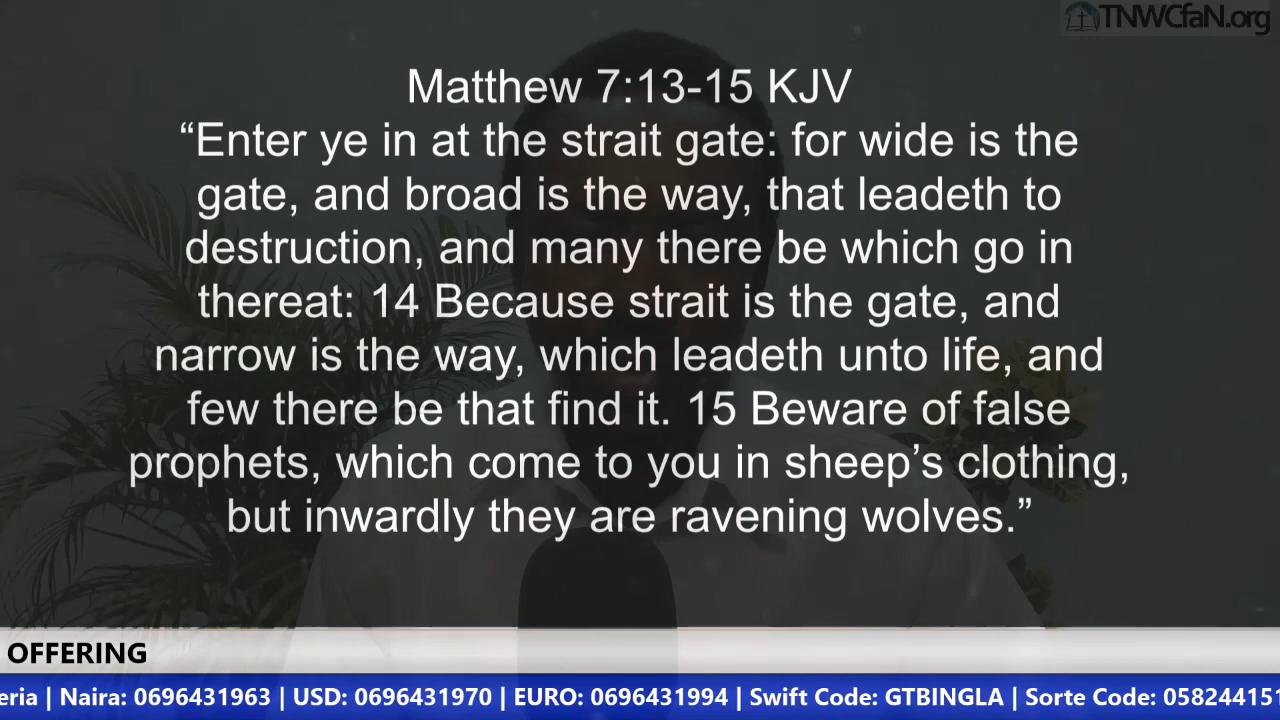 TNWCfaN.org
Matthew 7:13-15 KJV
“Enter ye in at the strait gate: for wide is the
gate, and broad is the way, that leadeth to
destruction, and many there be which go in
thereat: 14 Because strait is the gate, and
narrow is the way, which leadeth unto life, and
few there be that find it. 15 Beware of false
prophets, which come to you in sheep’s clothing,
but inwardly they are ravening wolves.”
OFFERING
eria | Naira: 0696431963 | USD: 0696431970 | EURO: 0696431994 | Swift Code: GTBINGLA | Sorte Code: 05824415